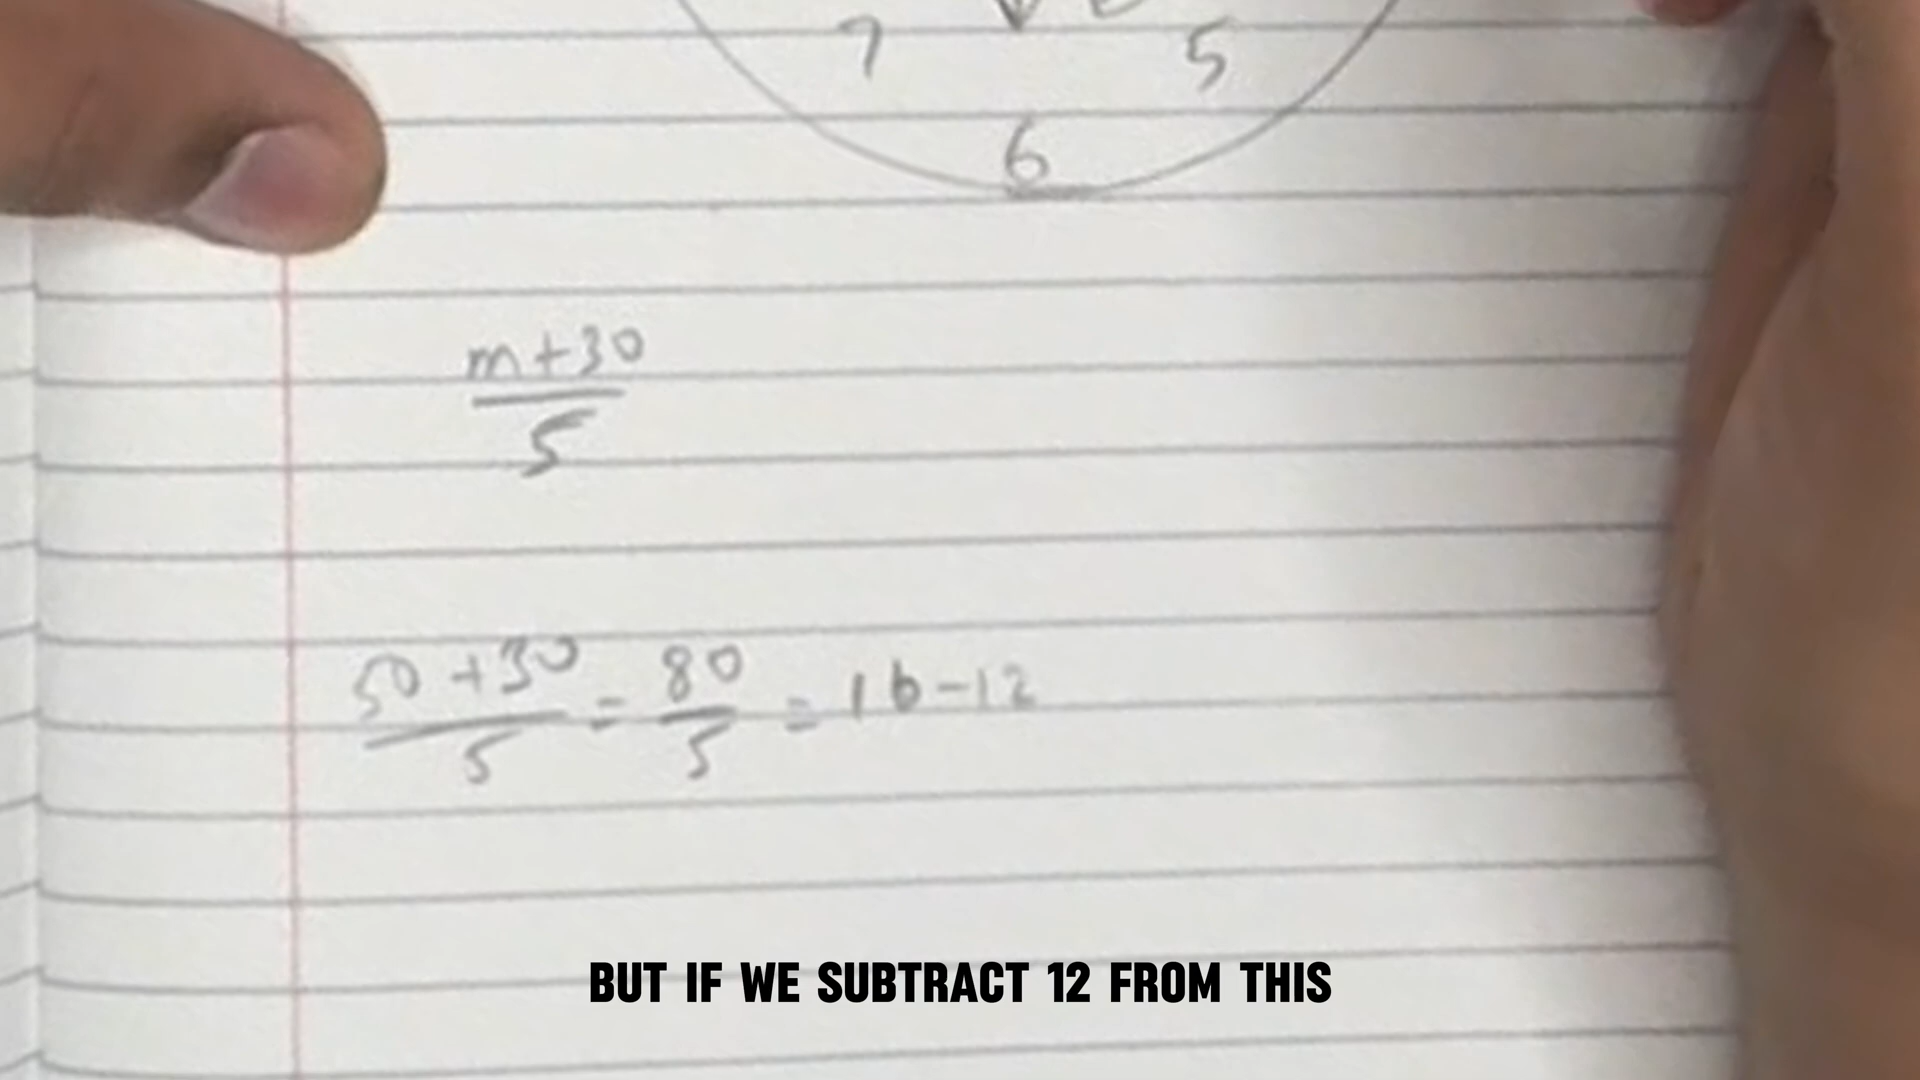 7 5
6
m+30
5
50+30 = 80 = 16-12
5 5
BUT IF WE SUBTRACT 12 FROM THIS